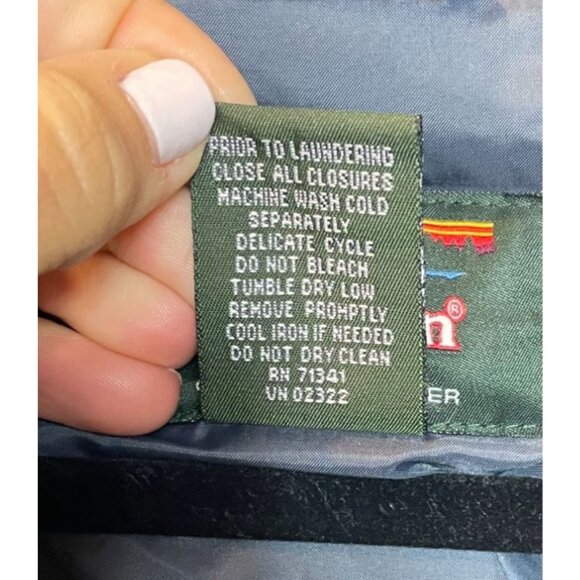 PRIOR TO LAUNDERING
CLOSE ALL CLOSURES
MACHINE WASH COLD
SEPARATELY
DELICATE CYCLE
DO NOT BLEACH
TUMBLE DRY LOW
REMOVE PROMPTLY
COOL IRON IF NEEDED
DO NOT DRY CLEAN
RN 71341
VN 02322
n®
ER